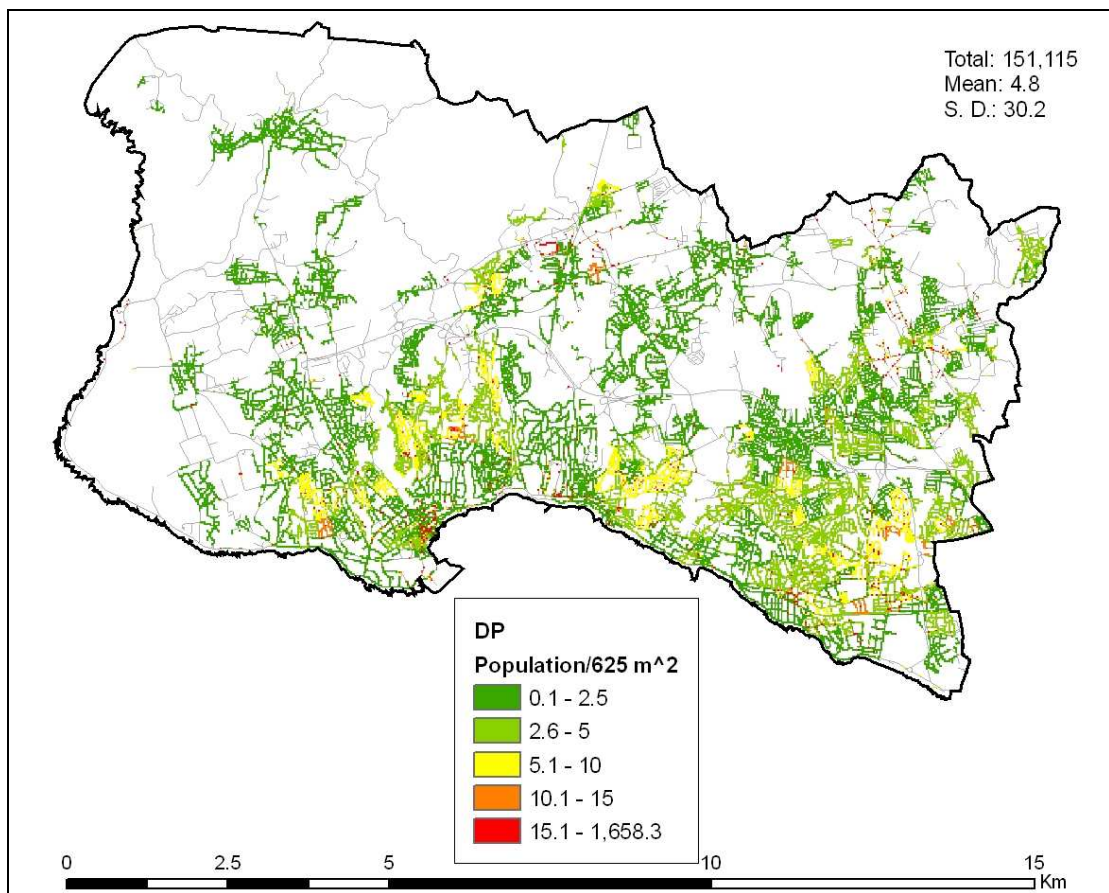 Total: 151,115
Mean: 4.8
S. D.: 30.2
DP
Population/625 m^2
0.1 - 2.5
2.6 - 5
5.1 - 10
10.1 - 15
15.1 - 1,658.3
0 2.5 5 10 15
Km